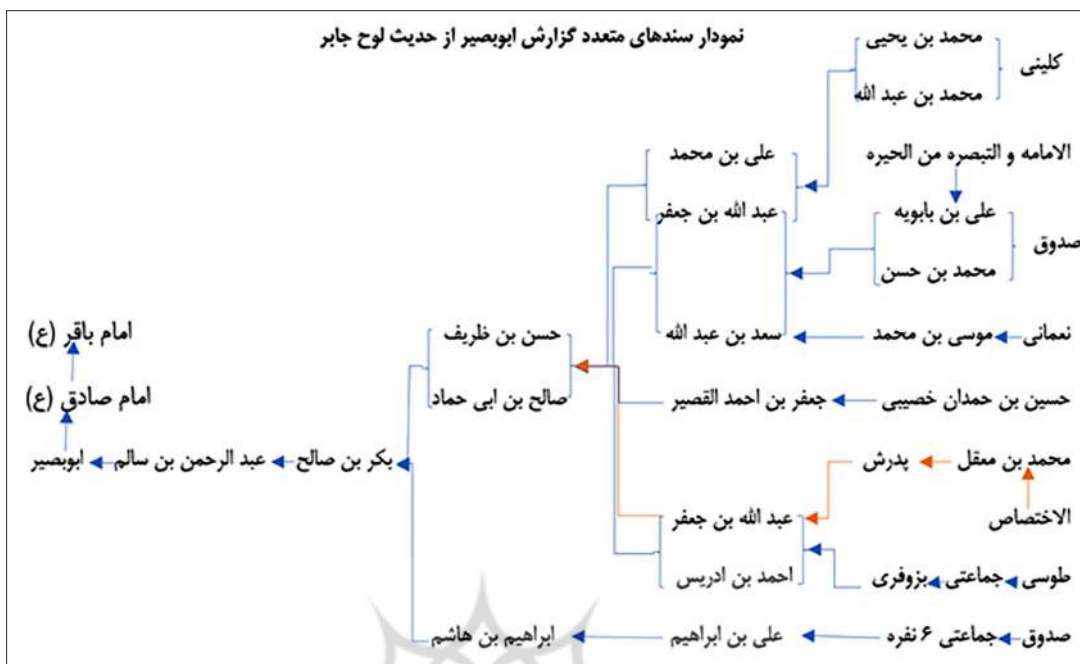 نمودار سندهای متعدد گزارش ابوبصیر از حدیث لوح جابر
محمد بن یحیی
کلینی
محمد بن عبد الله
علی بن محمد
الامامه و التبصره من الحیره
عبد الله بن جعفر
علی بن بابویه
صدوق
محمد بن حسن
امام باقر (ع)
حسن بن ظریف
سعد بن عبد الله
موسی بن محمد
نعمانی
امام صادق (ع)
صالح بن ابی حماد
جعفر بن احمد القصیر
حسین بن حمدان خصیبی
ابوبصیر
عبد الرحمن بن سالم
بکر بن صالح
پدرش
محمد بن معقل
عبد الله بن جعفر
الاختصاص
احمد بن ادریس
بزوفری
جماعتی
طوسی
ابراهیم بن هاشم
علی بن ابراهیم
جماعتی ۶ نفره
صدوق